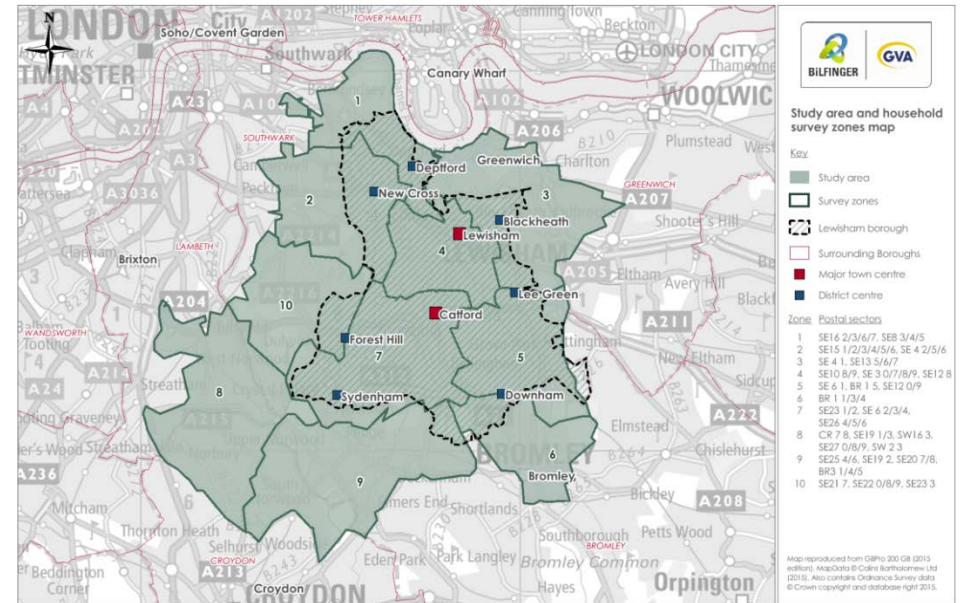 LONDON
City
Soho/Covent Garden
TOWER HAMLETS
Canning Town
Beckton
Southwark
Canary Wharf
LONDON CITY
WOOLWIC
A4
A23
A10
A102
A206
B210
Plumstead
A202
SOUTHWARK
Greenwich
Charlton
Deptford
A3
New Cross
GREENWICH
A207
A3036
Blackheath
Shooter's Hill
Lewisham
LAMBETH
Brixton
A205
Eltham
Avery Hill
A204
Lee Green
Catford
A211
WANDSWORTH
Tooting
Forest Hill
New Eltham
A214
A24
Streatham
Sidcup
Sydenham
Downham
A222
Elmstead
Chislehurst
A236
Norbury
BROMLEY
B264
Bromley
Mitcham
Shortlands
Bickley
A208
Thornton Heath
Southborough
Petts Wood
Selhurst
BROMLEY
CROYDON
Eden Park
Park Langley
Bromley Common
Beddington
Corner
A213
Croydon
Hayes
Orpington
1
2
3
4
5
6
7
8
9
10
N
BILFINGER
GVA
Study area and household
survey zones map
Key
Study area
Survey zones
Lewisham borough
Surrounding Boroughs
Major town centre
District centre
Zone Postal sectors
1 SE16 2/3/6/7, SE8 3/4/5
2 SE15 1/2/3/4/5/6, SE 4 2/5/6
3 SE 4 1, SE13 5/6/7
4 SE10 8/9, SE 3 0/7/8/9, SE12 8
5 SE 6 1, BR 1 5, SE12 0/9
6 BR 1 1/3/4
7 SE23 1/2, SE 6 2/3/4,
SE26 4/5/6
8 CR 7 8, SE19 1/3, SW16 3,
SE27 0/8/9, SW 2 3
9 SE25 4/6, SE19 2, SE20 7/8,
BR3 1/4/5
10 SE21 7, SE22 0/8/9, SE23 3
Map reproduced from GBPro 200 GB (2015
edition). MapData © Collins Bartholomew Ltd
(2015). Also contains Ordnance Survey data
© Crown copyright and database right 2015.